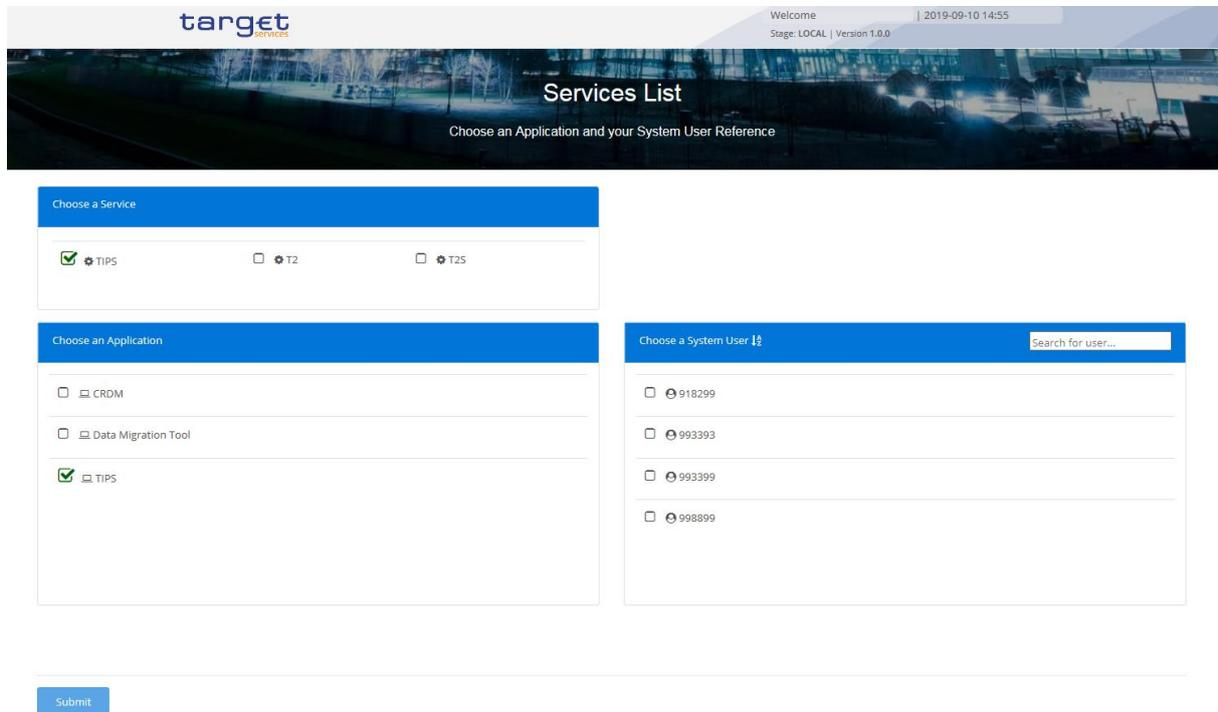 target
services
Welcome | 2019-09-10 14:55
Stage: LOCAL | Version 1.0.0
Services List
Choose an Application and your System User Reference
Choose a Service
TIPS T2 T2S
Choose an Application
CRDM
Data Migration Tool
TIPS
Choose a System User
Search for user...
918299
993393
993399
998899
Submit